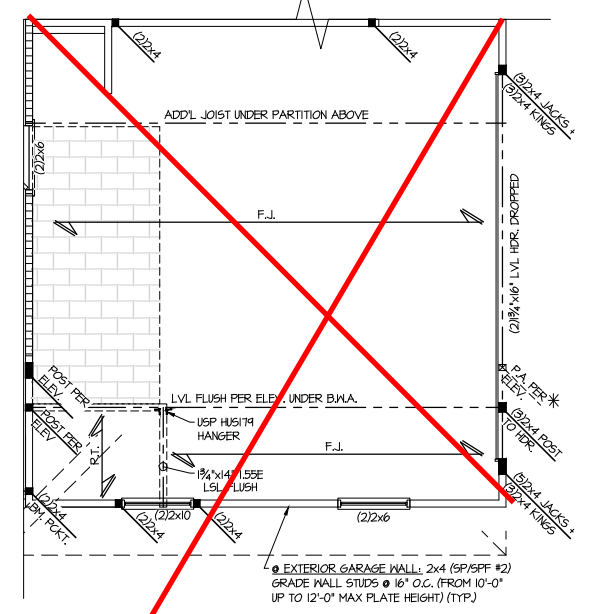 (2)2x4
(2)2x4
(3)2x4 JACKS +
(3)2x4 KINGS
ADD'L JOIST UNDER PARTITION ABOVE
(2)2x6
F.J.
(2)1¾"x16" LVL HDR. DROPPED
POST PER
ELEV.
P.A. PER
ELEV.
LVL FLUSH PER ELEV. UNDER B.W.A.
POST PER
ELEV
USP HUS179
HANGER
(3)2x4 POST
TO HDR.
R.T.
F.J.
1¾"x14" 1.55E
LSL FLUSH
(2)2x4
BM. PCKT.
(2)2x10
(2)2x4
(2)2x4
(2)2x6
JACKS +
(3)2x4 KINGS
@ EXTERIOR GARAGE WALL: 2x4 (SP/SPF #2)
GRADE WALL STUDS @ 16" O.C. (FROM 10'-0"
UP TO 12'-0" MAX PLATE HEIGHT) (TYP.)